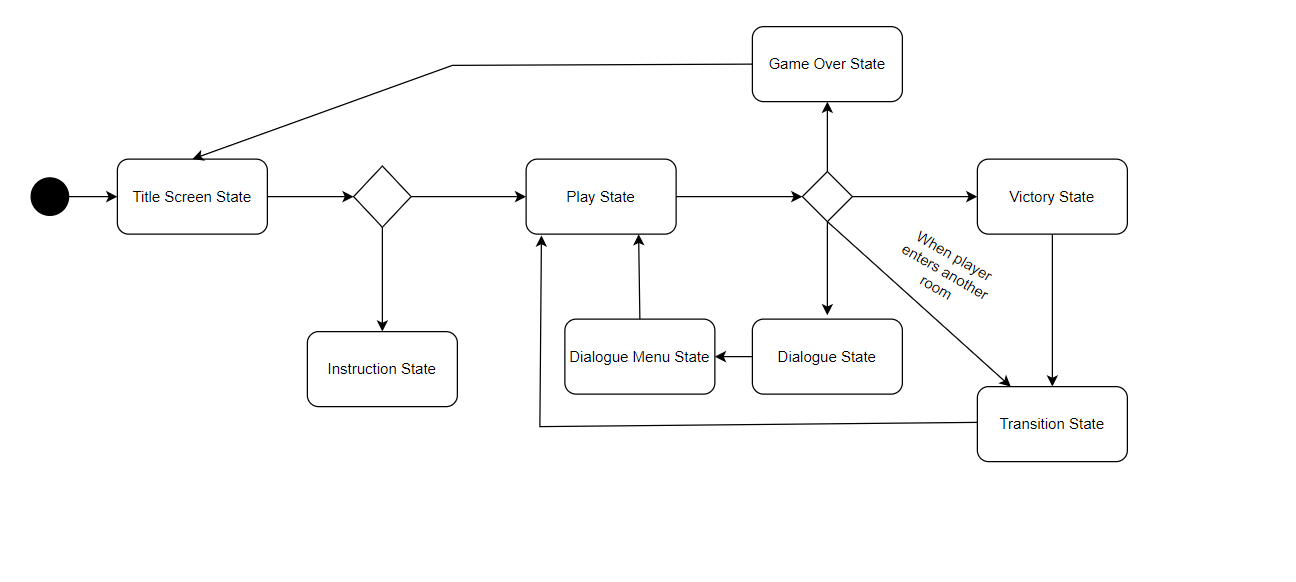 Game Over State
Title Screen State
Play State
Victory State
When player
enters another
room
Instruction State
Dialogue Menu State
Dialogue State
Transition State